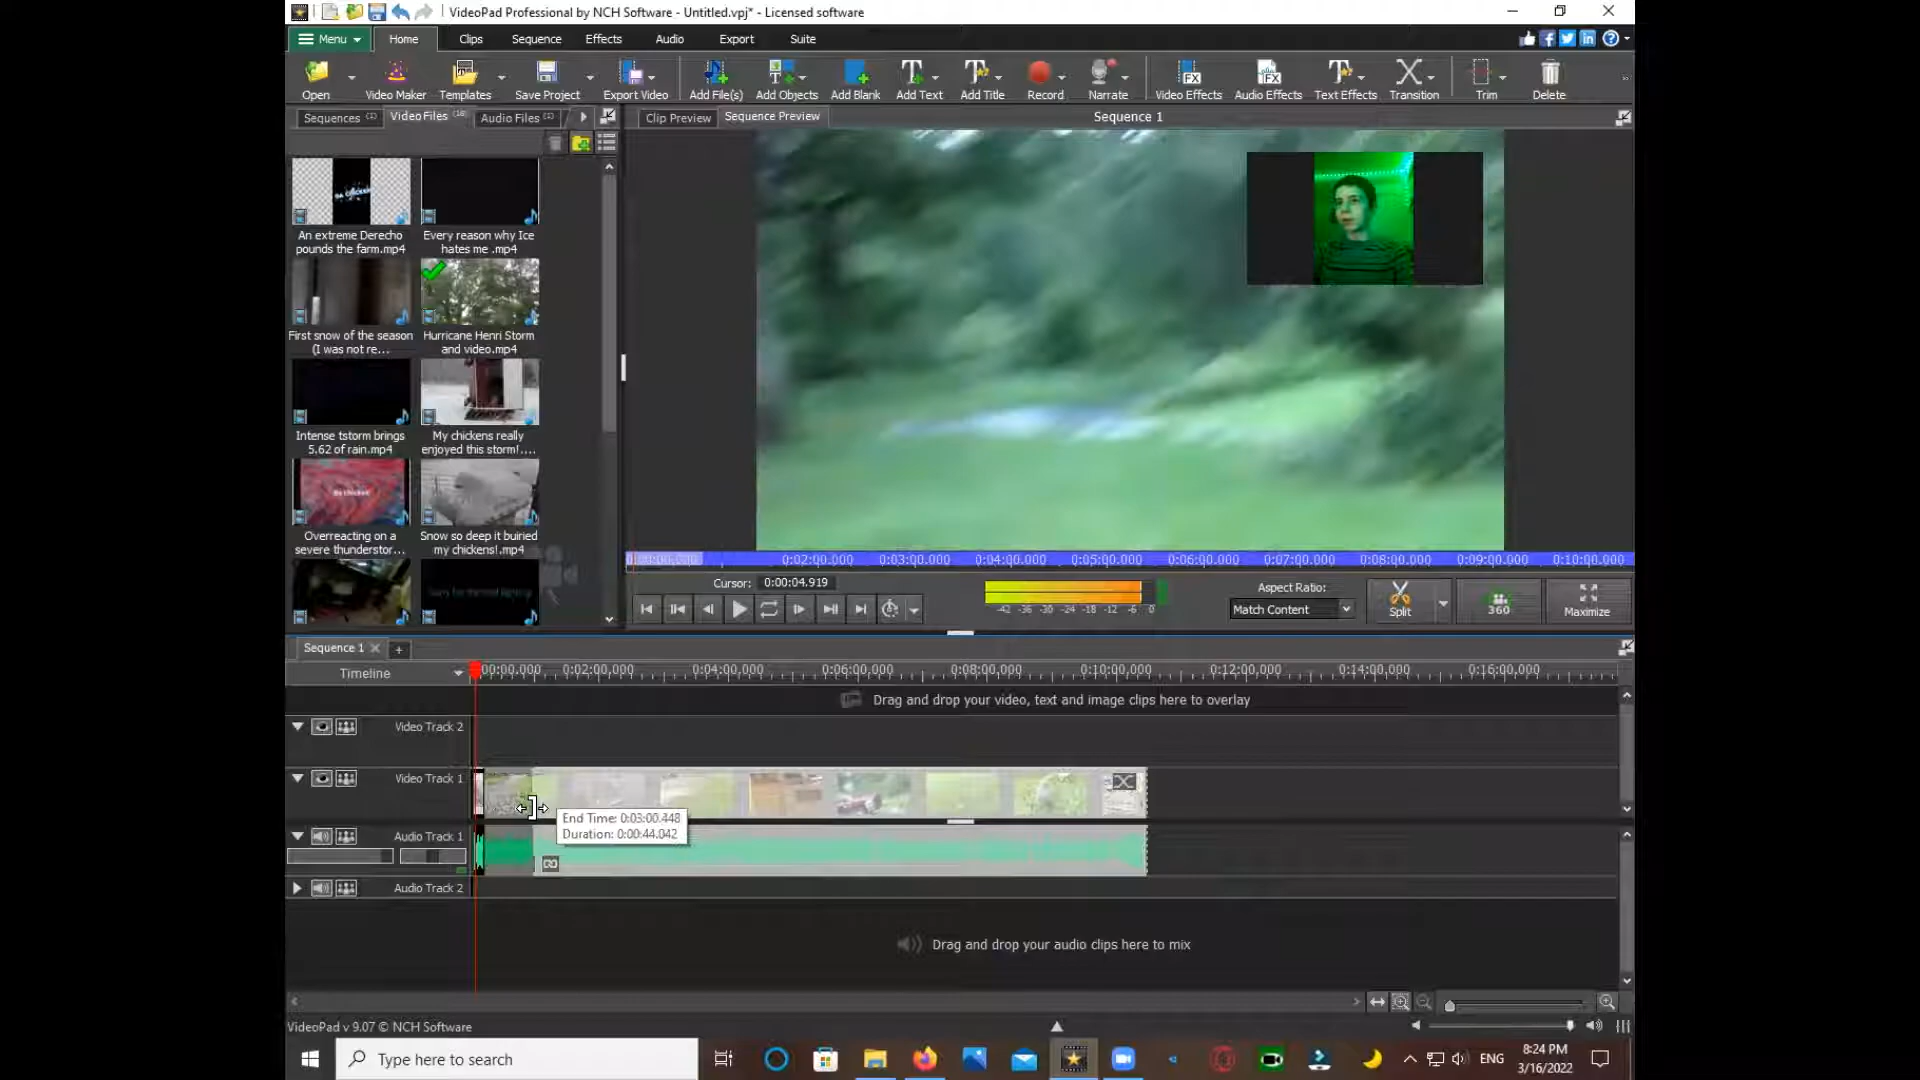 VideoPad Professional by NCH Software - Untitled.vpj* - Licensed software
Menu Home Clips Sequence Effects Audio Export Suite
Open Video Maker Templates Save Project Export Video Add File(s) Add Objects Add Blank Add Text Add Title Record Narrate Video Effects Audio Effects Text Effects Transition Trim Delete
Sequences Video Files Audio Files
Clip Preview Sequence Preview Sequence 1
An extreme Derecho
pounds the farm.mp4
Every reason why Ice
hates me .mp4
First snow of the season
(I was not re...
Hurricane Henri Storm
and video.mp4
Intense tstorm brings
5.62 of rain.mp4
My chickens really
enjoyed this storm!....
Overreacting on a
severe thunderstor...
Snow so deep it buiried
my chickens!.mp4
0:02:00.000 0:03:00.000 0:04:00.000 0:05:00.000 0:06:00.000 0:07:00.000 0:08:00.000 0:09:00.000 0:10:00.000
Cursor: 0:00:04.919
-42 -36 -30 -24 -18 -12 -6 0
Aspect Ratio:
Match Content
Split
360
Maximize
Sequence 1
Timeline
00:00.000 0:02:00.000 0:04:00.000 0:06:00.000 0:08:00.000 0:10:00.000 0:12:00.000 0:14:00.000 0:16:00.000
Drag and drop your video, text and image clips here to overlay
Video Track 2
Video Track 1
End Time: 0:03:00.448
Duration: 0:00:44.042
Audio Track 1
Audio Track 2
Drag and drop your audio clips here to mix
VideoPad v 9.07 © NCH Software
Type here to search
ENG
8:24 PM
3/16/2022